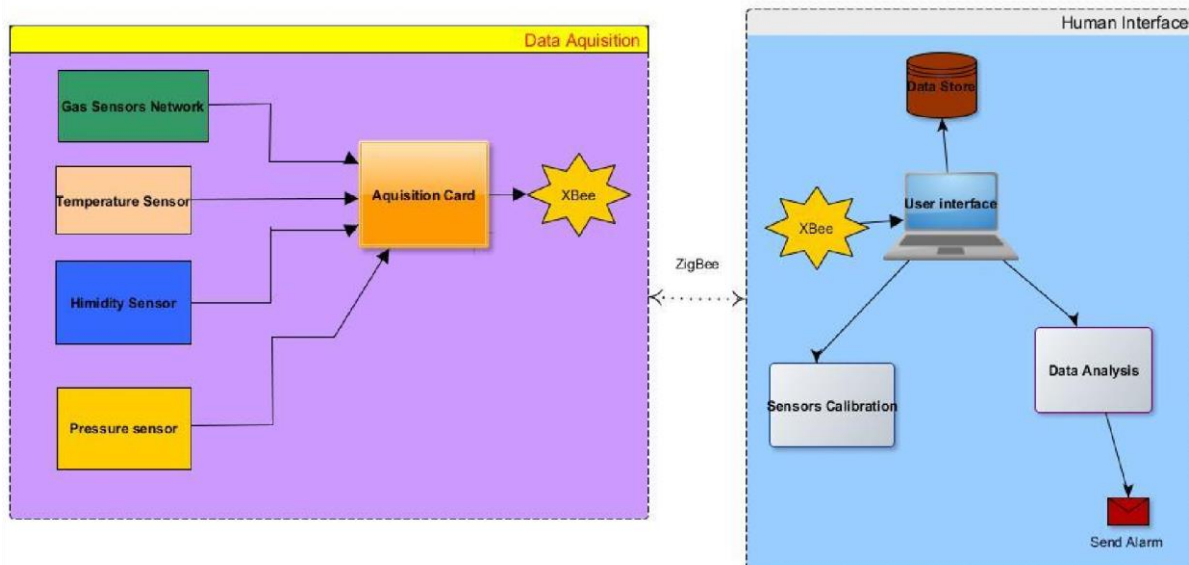 Data Aquisition
Gas Sensors Network
Temperature Sensor
Himidity Sensor
Pressure sensor
Aquisition Card
XBee
ZigBee
Human Interface
Data Store
User interface
XBee
Sensors Calibration
Data Analysis
Send Alarm